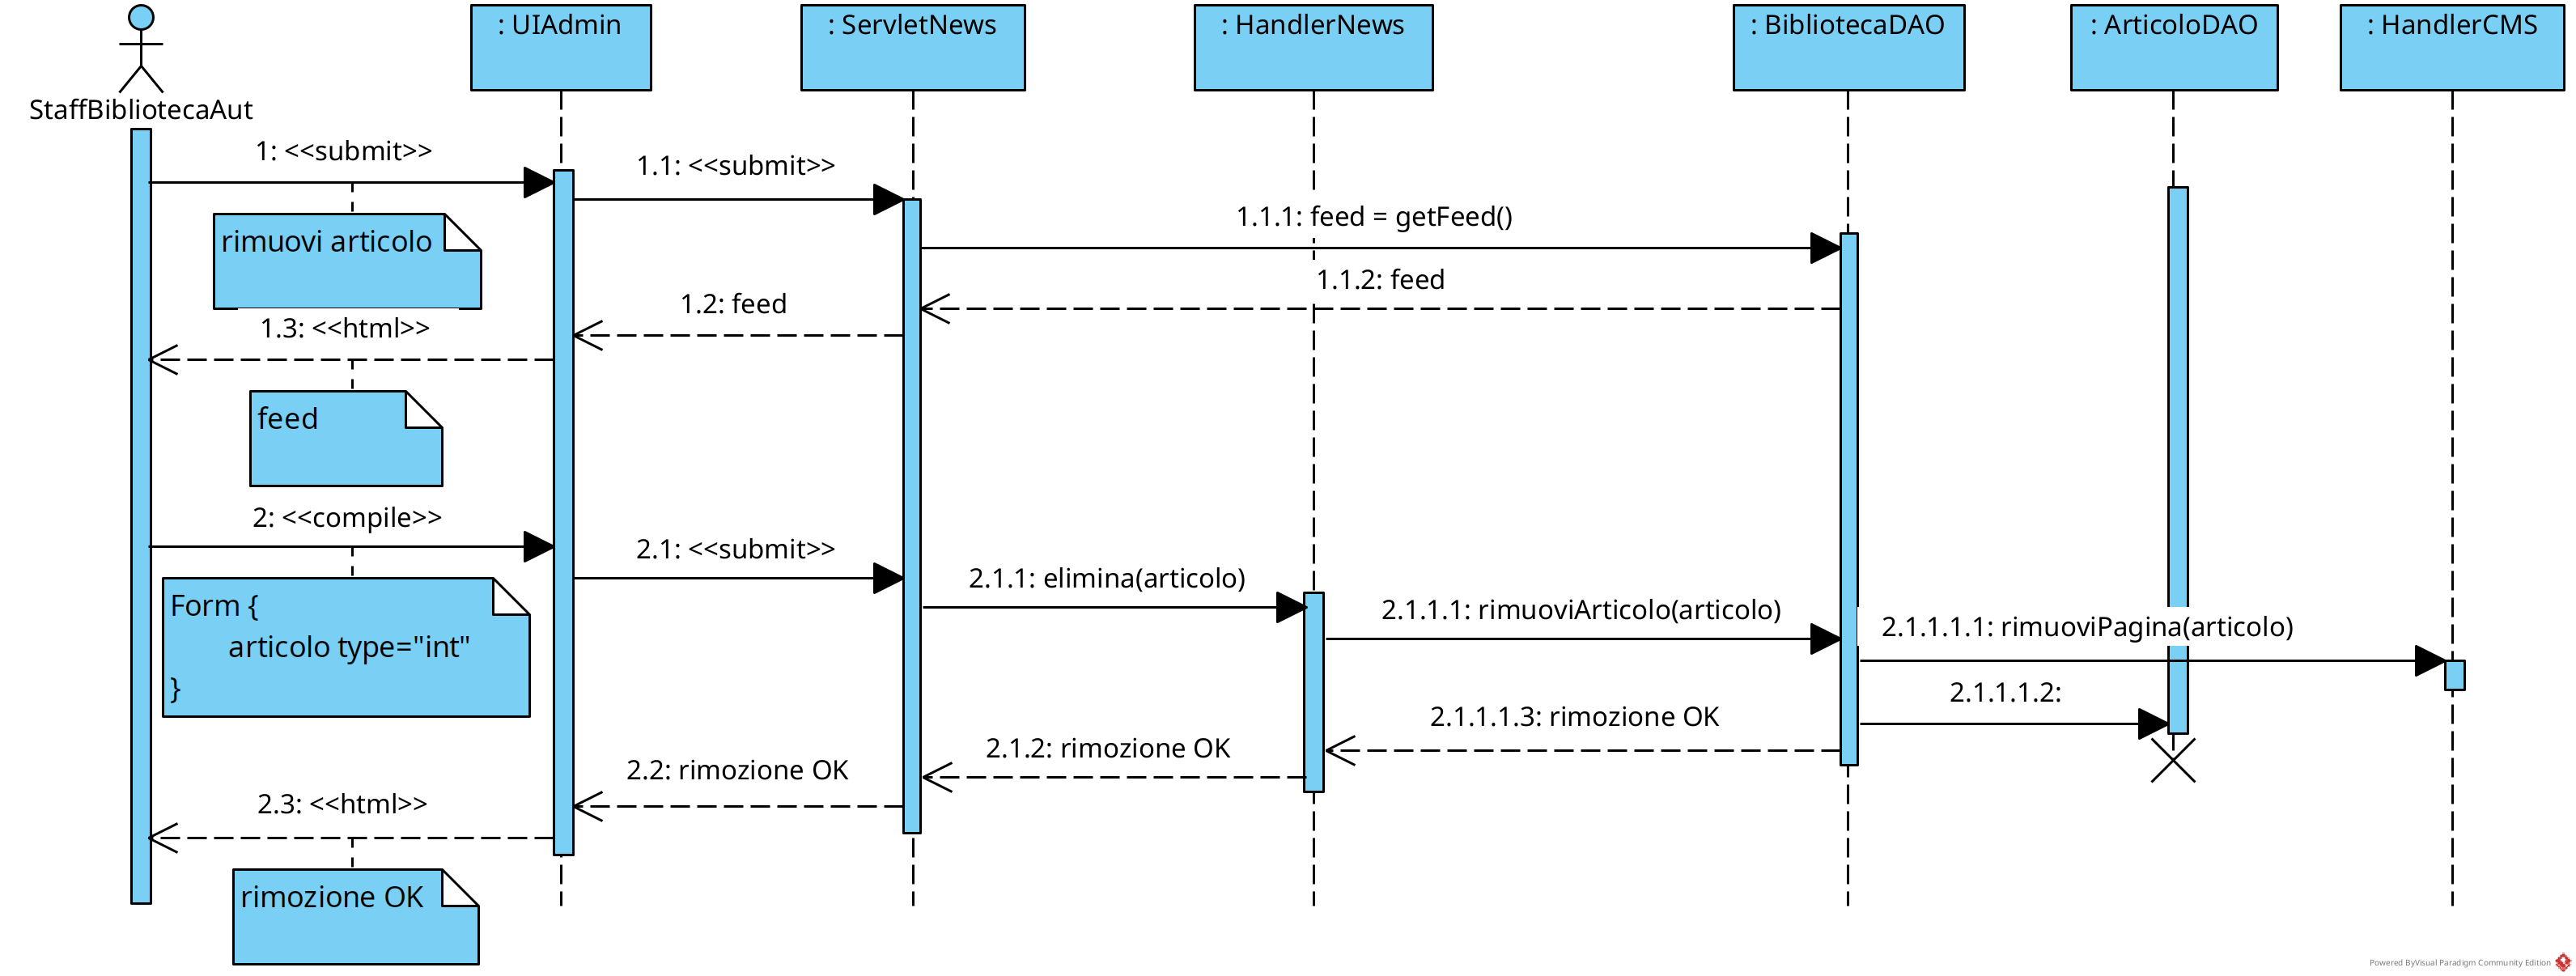 : UIAdmin
: ServletNews
: HandlerNews
: BibliotecaDAO
: ArticoloDAO
: HandlerCMS
StaffBibliotecaAut
1: <<submit>>
1.1: <<submit>>
rimuovi articolo
1.1.1: feed = getFeed()
1.1.2: feed
1.2: feed
1.3: <<html>>
feed
2: <<compile>>
2.1: <<submit>>
Form {
articolo type="int"
}
2.1.1: elimina(articolo)
2.1.1.1: rimuoviArticolo(articolo)
2.1.1.1.1: rimuoviPagina(articolo)
2.1.1.1.2:
2.1.1.1.3: rimozione OK
2.1.2: rimozione OK
2.2: rimozione OK
2.3: <<html>>
rimozione OK
Powered ByVisual Paradigm Community Edition